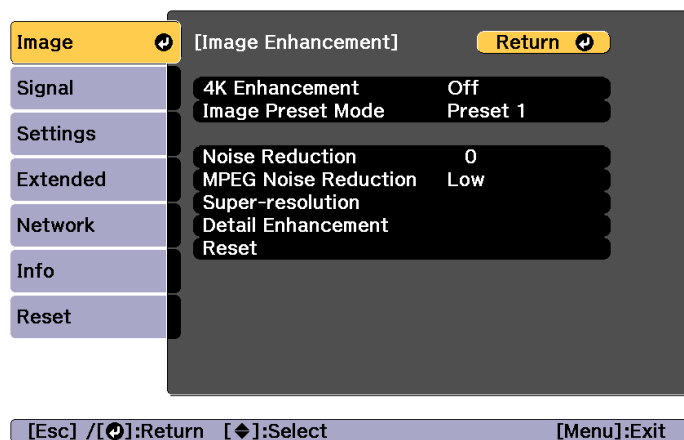 Image
Signal
Settings
Extended
Network
Info
Reset
[Image Enhancement] Return
4K Enhancement Off
Image Preset Mode Preset 1
Noise Reduction 0
MPEG Noise Reduction Low
Super-resolution
Detail Enhancement
Reset
[Esc] /[⏎]:Return [◆]:Select [Menu]:Exit